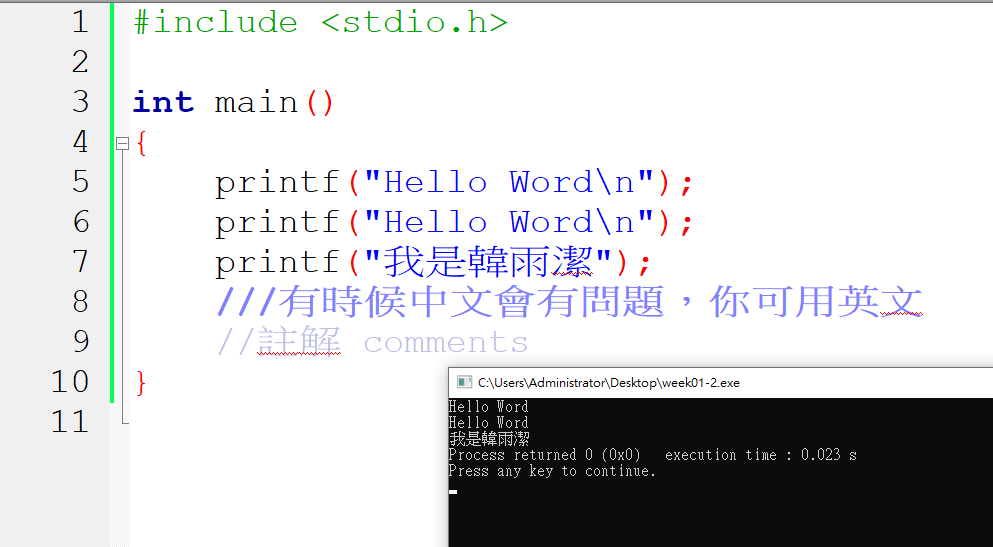 1 #include <stdio.h>
2
3 int main()
4 {
5 printf("Hello Word\n");
6 printf("Hello Word\n");
7 printf("我是韓雨潔");
8 ///有時候中文會有問題，你可用英文
9 //註解 comments
10 }
11
C:\Users\Administrator\Desktop\week01-2.exe
Hello Word
Hello Word
我是韓雨潔
Process returned 0 (0x0) execution time : 0.023 s
Press any key to continue.